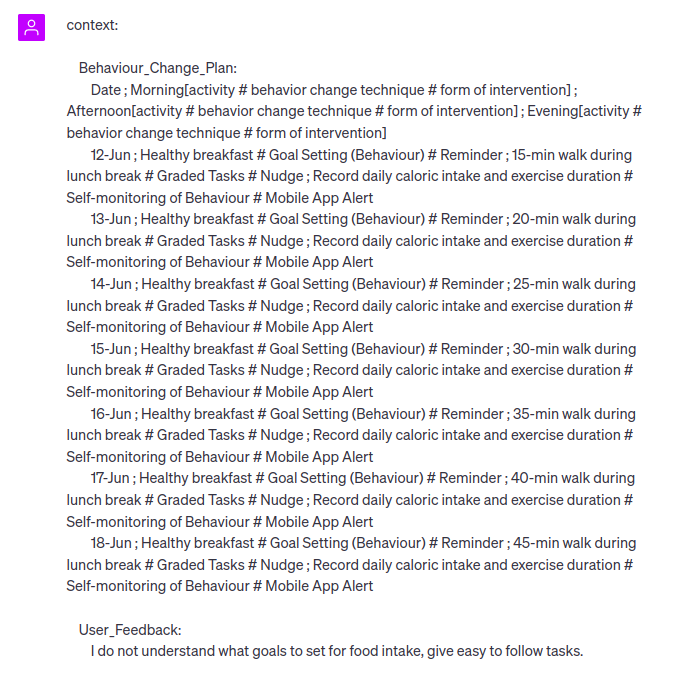 context:
Behaviour_Change_Plan:
Date ; Morning[activity # behavior change technique # form of intervention] ;
Afternoon[activity # behavior change technique # form of intervention] ; Evening[activity #
behavior change technique # form of intervention]
12-Jun ; Healthy breakfast # Goal Setting (Behaviour) # Reminder ; 15-min walk during
lunch break # Graded Tasks # Nudge ; Record daily caloric intake and exercise duration #
Self-monitoring of Behaviour # Mobile App Alert
13-Jun ; Healthy breakfast # Goal Setting (Behaviour) # Reminder ; 20-min walk during
lunch break # Graded Tasks # Nudge ; Record daily caloric intake and exercise duration #
Self-monitoring of Behaviour # Mobile App Alert
14-Jun ; Healthy breakfast # Goal Setting (Behaviour) # Reminder ; 25-min walk during
lunch break # Graded Tasks # Nudge ; Record daily caloric intake and exercise duration #
Self-monitoring of Behaviour # Mobile App Alert
15-Jun ; Healthy breakfast # Goal Setting (Behaviour) # Reminder ; 30-min walk during
lunch break # Graded Tasks # Nudge ; Record daily caloric intake and exercise duration #
Self-monitoring of Behaviour # Mobile App Alert
16-Jun ; Healthy breakfast # Goal Setting (Behaviour) # Reminder ; 35-min walk during
lunch break # Graded Tasks # Nudge ; Record daily caloric intake and exercise duration #
Self-monitoring of Behaviour # Mobile App Alert
17-Jun ; Healthy breakfast # Goal Setting (Behaviour) # Reminder ; 40-min walk during
lunch break # Graded Tasks # Nudge ; Record daily caloric intake and exercise duration #
Self-monitoring of Behaviour # Mobile App Alert
18-Jun ; Healthy breakfast # Goal Setting (Behaviour) # Reminder ; 45-min walk during
lunch break # Graded Tasks # Nudge ; Record daily caloric intake and exercise duration #
Self-monitoring of Behaviour # Mobile App Alert
User_Feedback:
I do not understand what goals to set for food intake, give easy to follow tasks.